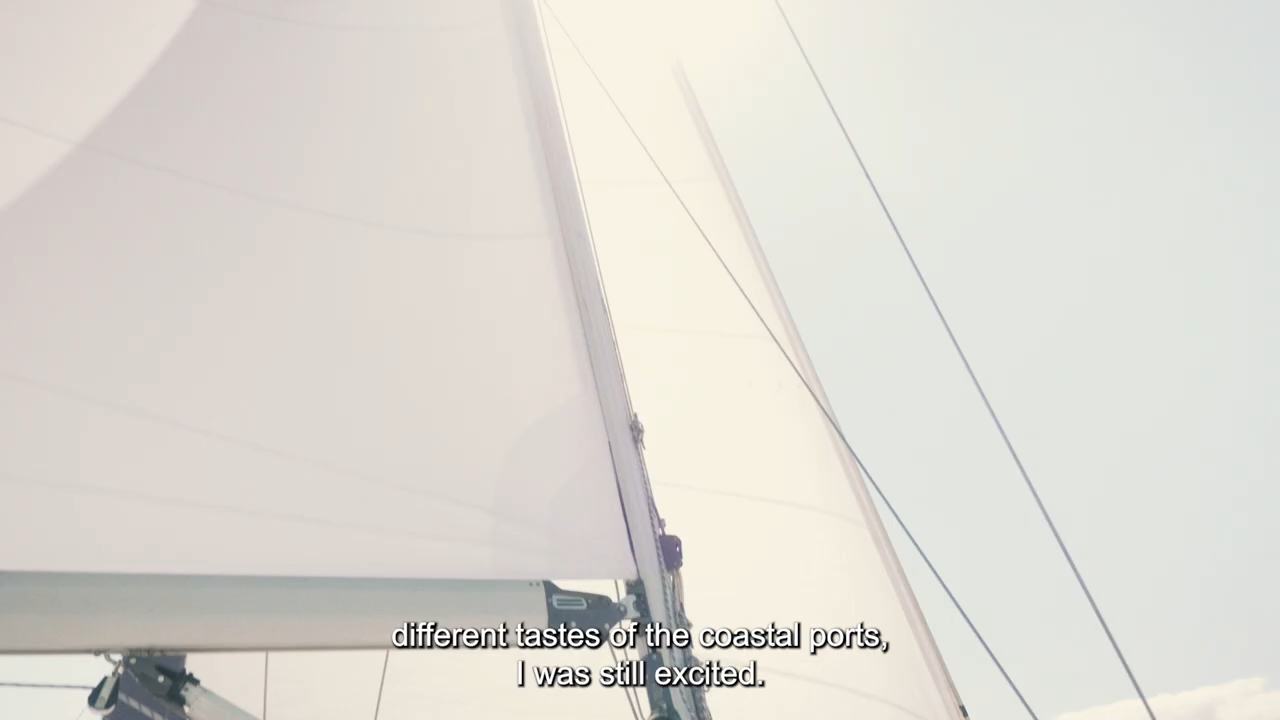 different tastes of the coastal ports,
I was still excited.